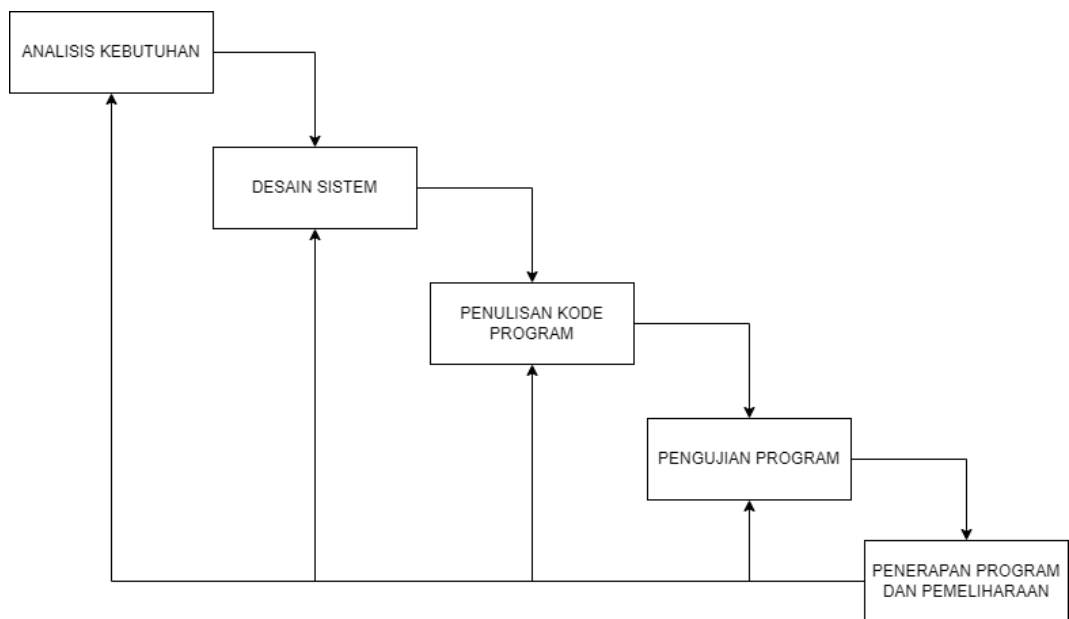 ANALISIS KEBUTUHAN
DESAIN SISTEM
PENULISAN KODE
PROGRAM
PENGUJIAN PROGRAM
PENERAPAN PROGRAM
DAN PEMELIHARAAN